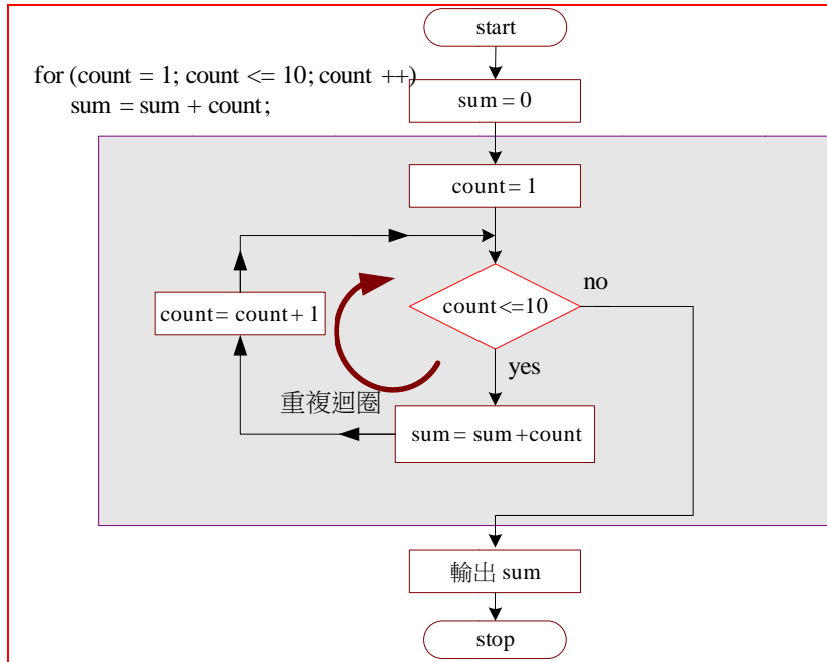 start
for (count = 1; count <= 10; count ++)
sum = sum + count;
sum = 0
count = 1
count = count + 1
count <=10
no
yes
重複迴圈
sum = sum +count
輸出 sum
stop